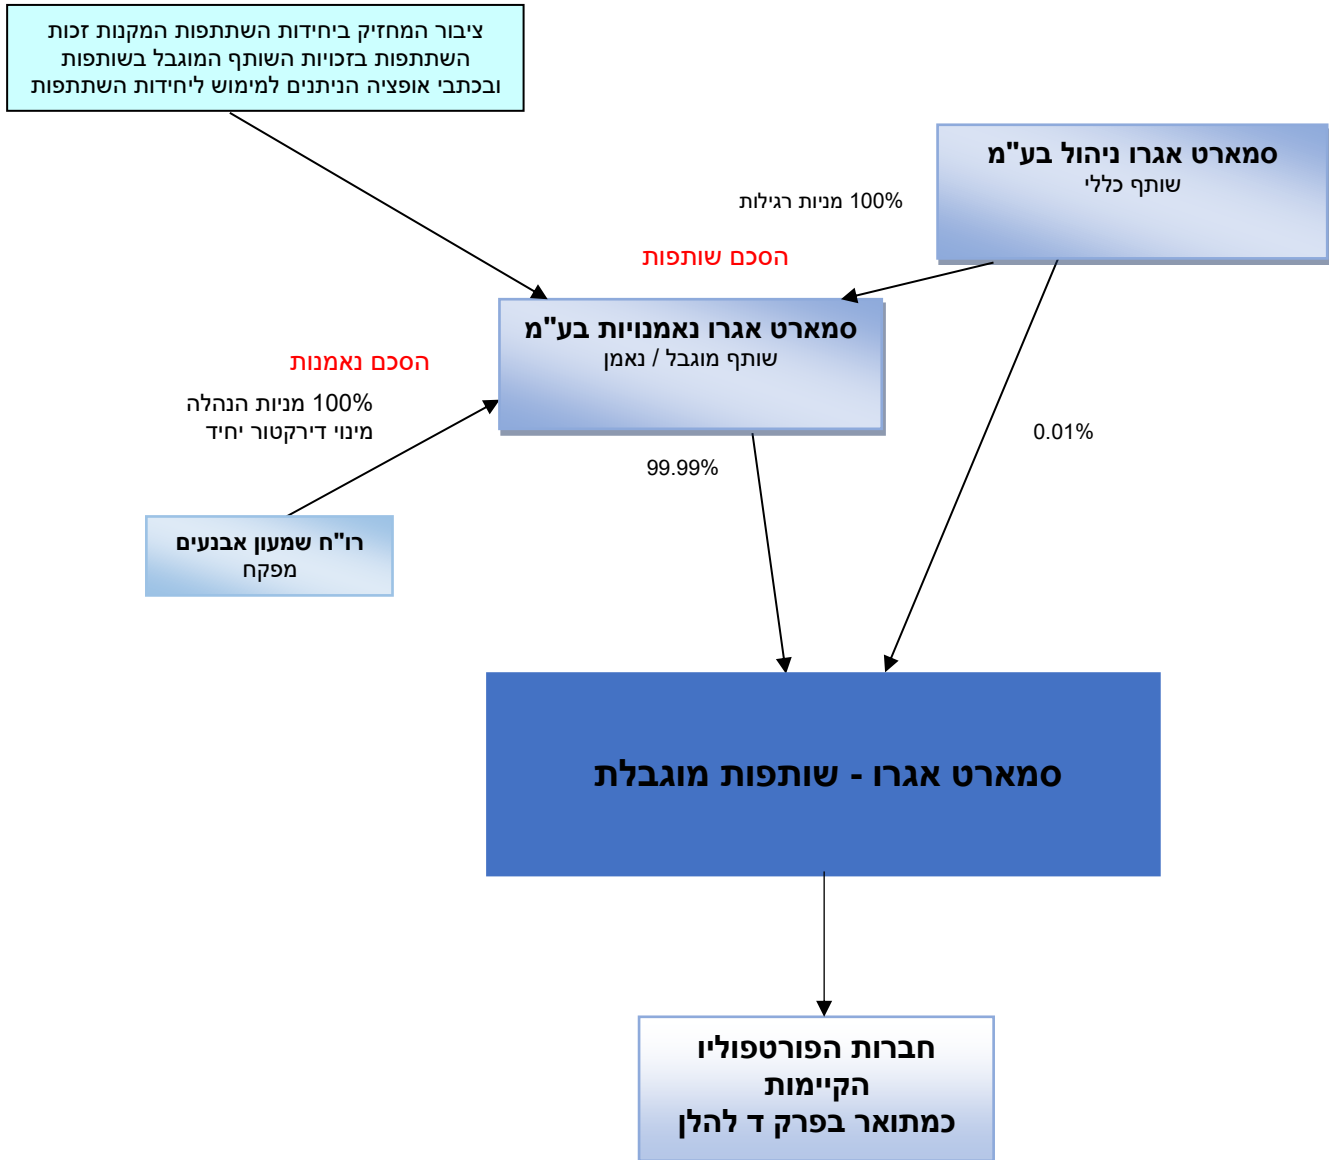 ציבור המחזיק ביחידות השתתפות המקנות זכות
השתתפות בזכויות השותף המוגבל בשותפות
ובכתבי אופציה הניתנים למימוש ליחידות השתתפות
סמארט אגרו ניהול בע"מ
שותף כללי
100% מניות רגילות
הסכם שותפות
סמארט אגרו נאמנויות בע"מ
שותף מוגבל / נאמן
הסכם נאמנות
100% מניות הנהלה
מינוי דירקטור יחיד
0.01%
99.99%
רו"ח שמעון אבנעים
מפקח
סמארט אגרו - שותפות מוגבלת
חברות הפורטפוליו
הקיימות
כמתואר בפרק ד להלן